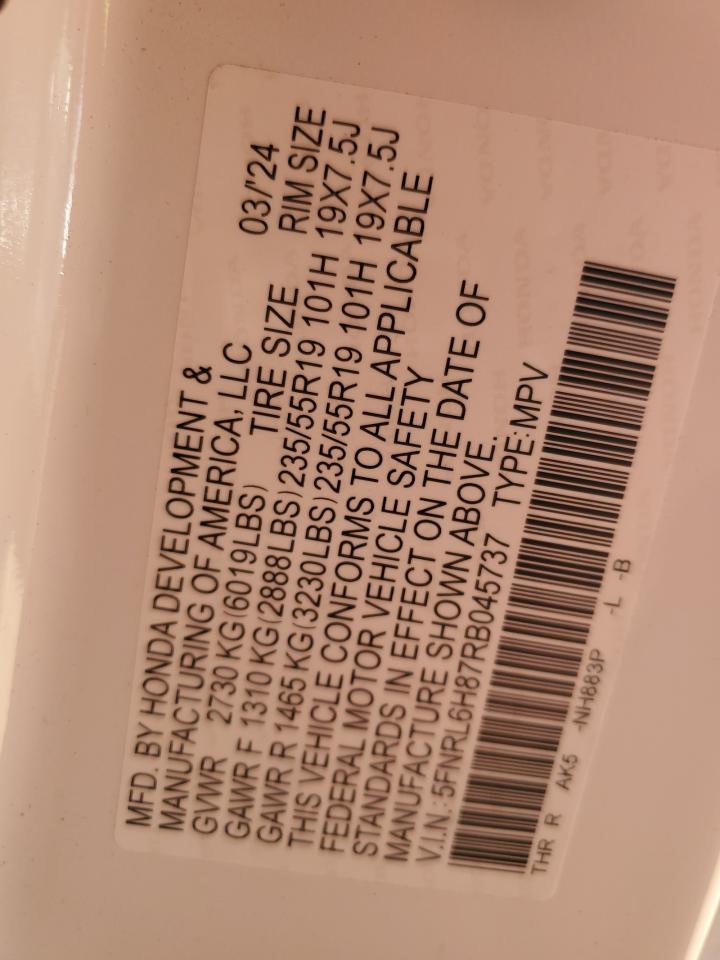 MFD. BY HONDA DEVELOPMENT & 03/'24
MANUFACTURING OF AMERICA, LLC
GVWR 2730 KG(6019LBS) TIRE SIZE RIM SIZE
GAWR F 1310 KG(2888LBS) 235/55R19 101H 19X7.5J
GAWR R 1465 KG(3230LBS) 235/55R19 101H 19X7.5J
THIS VEHICLE CONFORMS TO ALL APPLICABLE
FEDERAL MOTOR VEHICLE SAFETY
STANDARDS IN EFFECT ON THE DATE OF
MANUFACTURE SHOWN ABOVE.
V.I.N.:5FNRL6H87RB045737 TYPE:MPV
THR R AK5 -NH883P -L -B